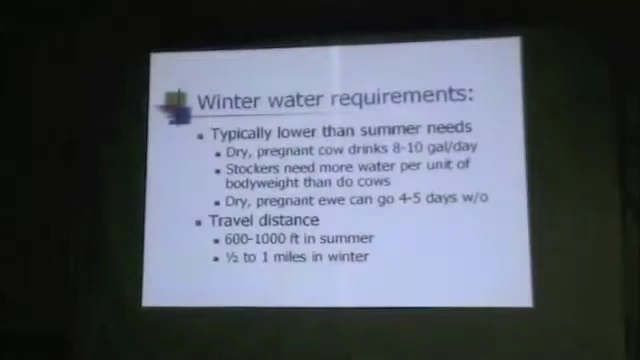 Winter water requirements:
Typically lower than summer needs
Dry, pregnant cow drinks 8-10 gal/day
Stockers need more water per unit of
bodyweight than do cows
Dry, pregnant ewe can go 4-5 days w/o
Travel distance
600-1000 ft in summer
½ to 1 miles in winter